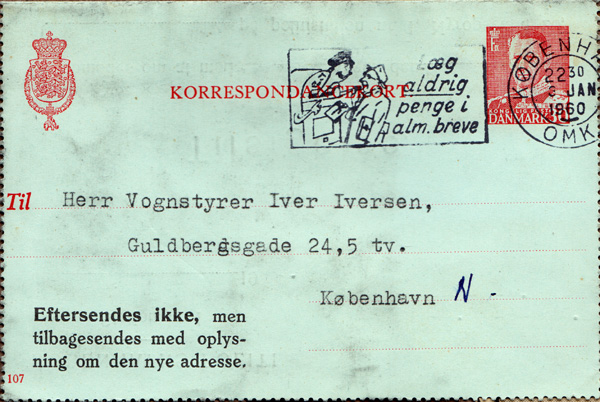 KORRESPONDANCEKORT
Læg
aldrig
penge i
alm. breve
KØBENHA
22 30
JAN
1960
OMK
DANMARK
Til Herr Vognstyrer Iver Iversen,
Guldbergsgade 24,5 tv.
København N.
Eftersendes ikke, men
tilbagesendes med oplys-
ning om den nye adresse.
107